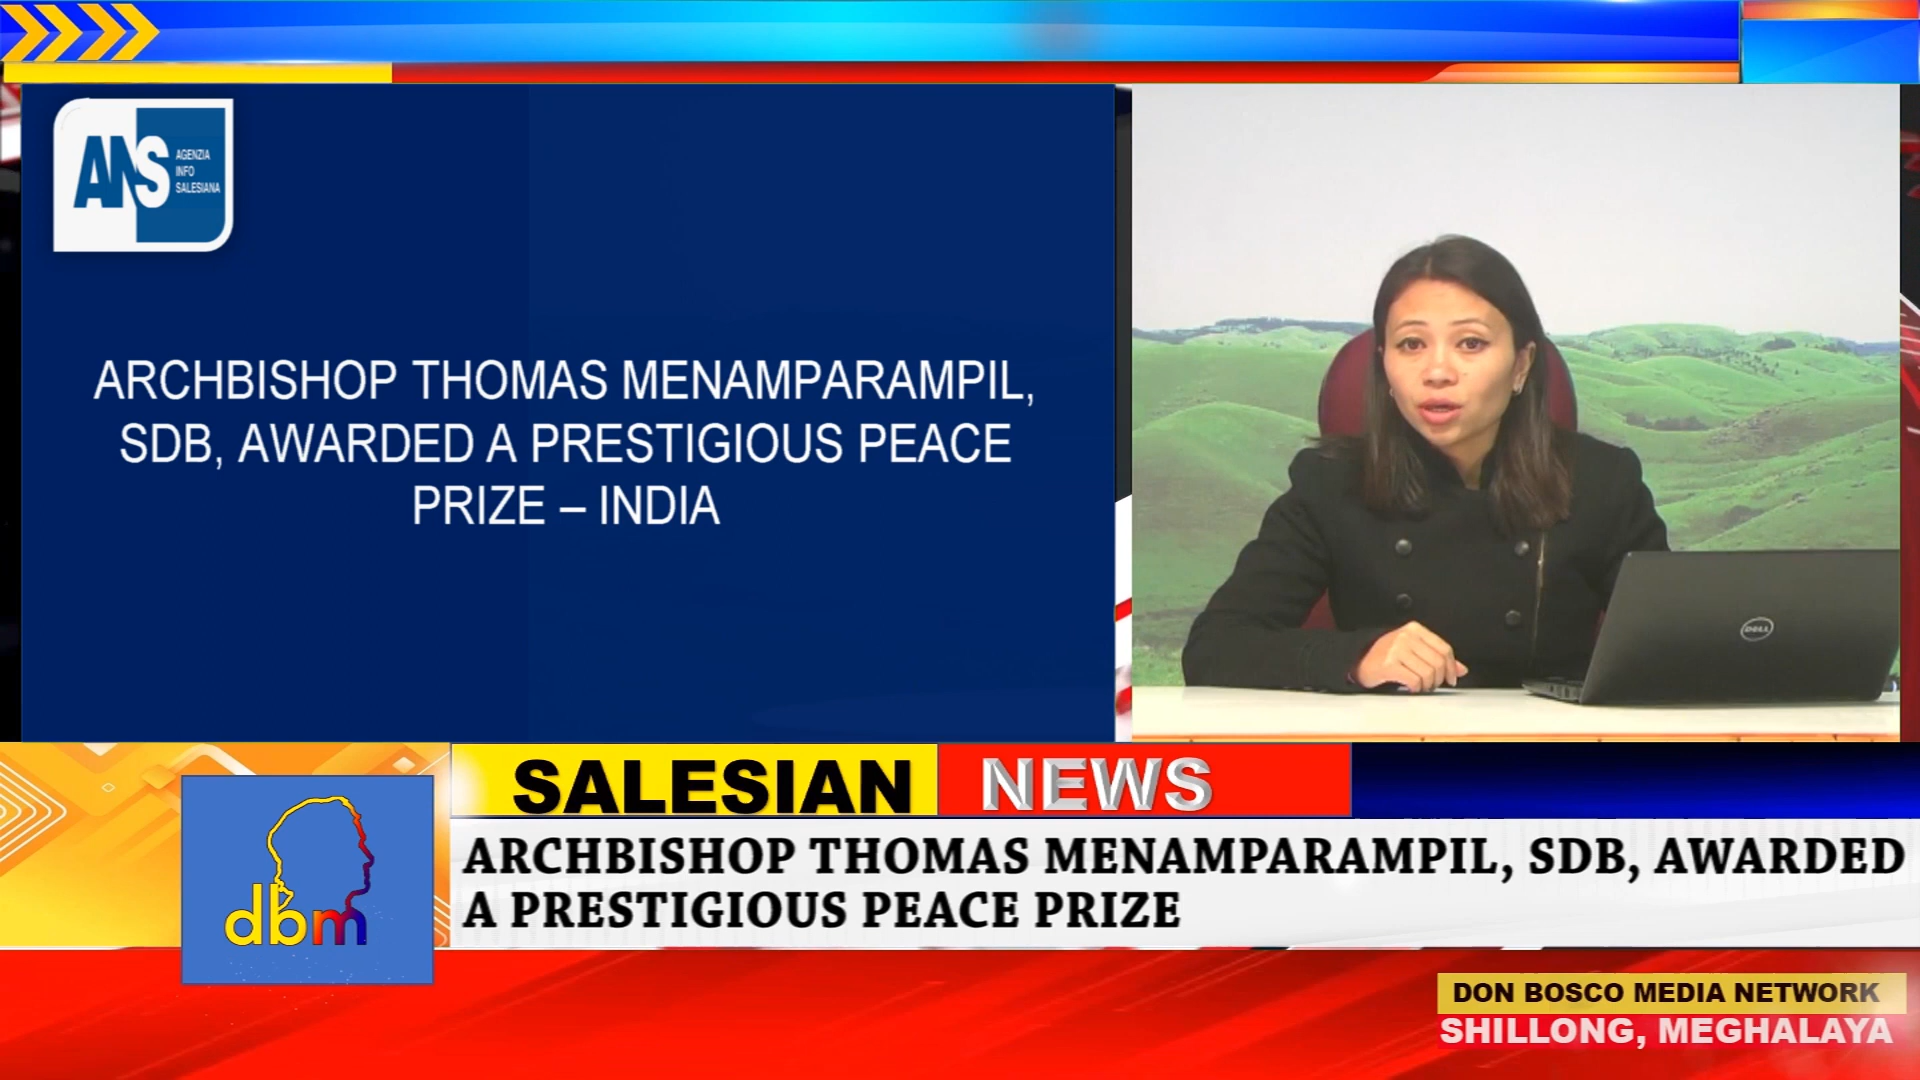 ANS
AGENZIA
INFO
SALESIANA
ARCHBISHOP THOMAS MENAMPARAMPIL,
SDB, AWARDED A PRESTIGIOUS PEACE
PRIZE – INDIA
DELL
SALESIAN NEWS
dbm
ARCHBISHOP THOMAS MENAMPARAMPIL, SDB, AWARDED
A PRESTIGIOUS PEACE PRIZE
DON BOSCO MEDIA NETWORK
SHILLONG, MEGHALAYA